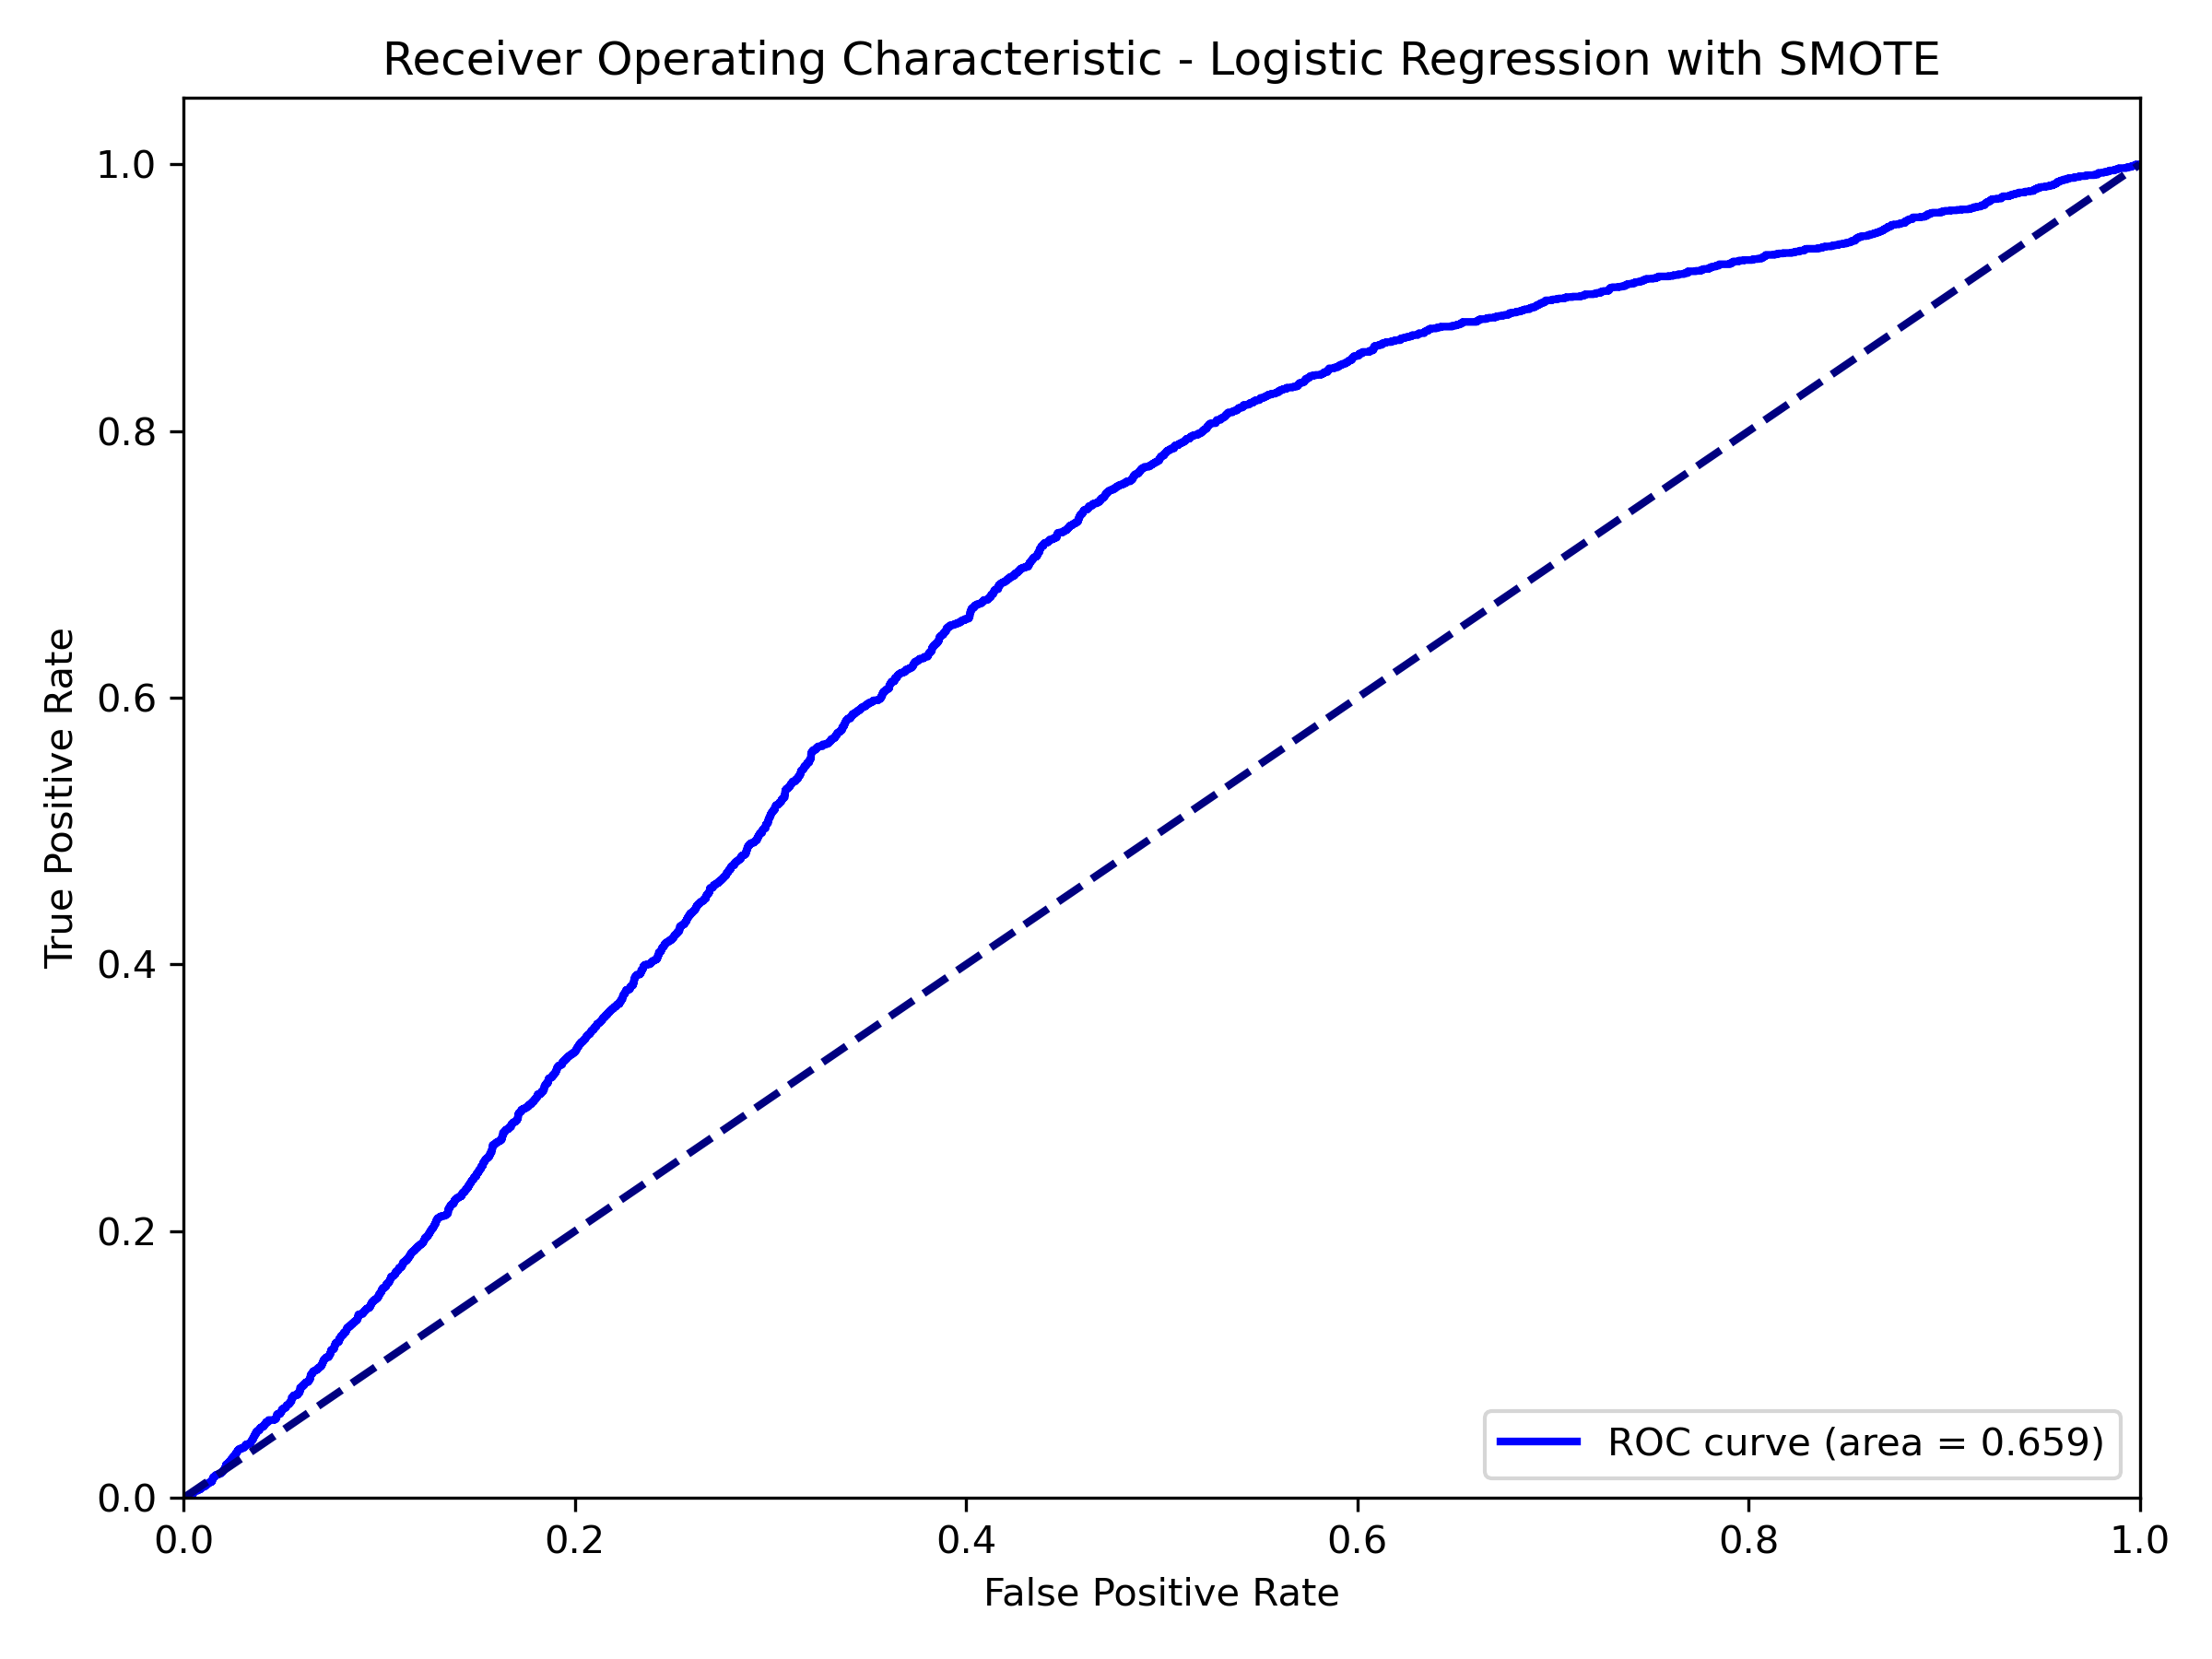 Receiver Operating Characteristic - Logistic Regression with SMOTE
1.0
0.8
0.6
0.4
0.2
0.0
True Positive Rate
ROC curve (area = 0.659)
0.0 0.2 0.4 0.6 0.8 1.0
False Positive Rate